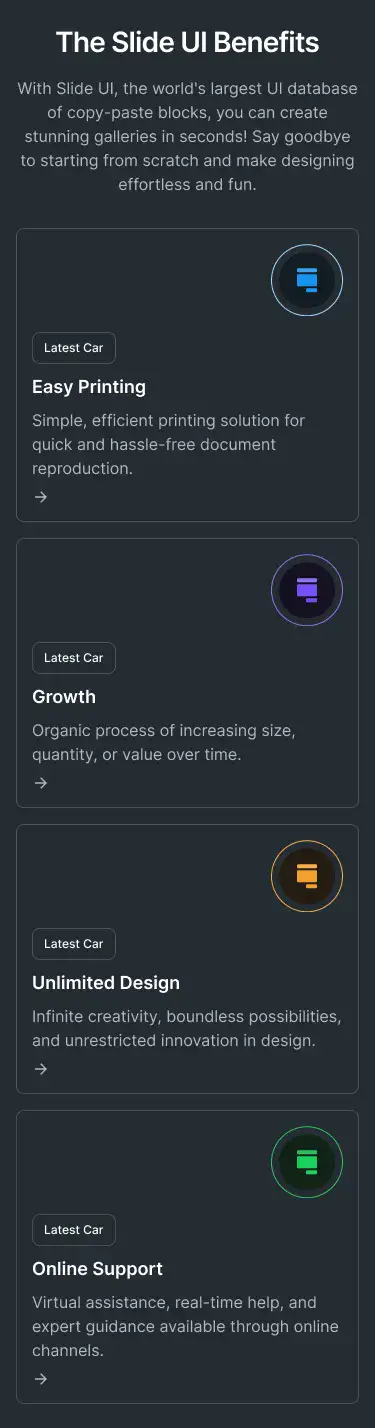 The Slide UI Benefits
With Slide UI, the world's largest UI database
of copy-paste blocks, you can create
stunning galleries in seconds! Say goodbye
to starting from scratch and make designing
effortless and fun.
Latest Car
Easy Printing
Simple, efficient printing solution for
quick and hassle-free document
reproduction.
Latest Car
Growth
Organic process of increasing size,
quantity, or value over time.
Latest Car
Unlimited Design
Infinite creativity, boundless possibilities,
and unrestricted innovation in design.
Latest Car
Online Support
Virtual assistance, real-time help, and
expert guidance available through online
channels.